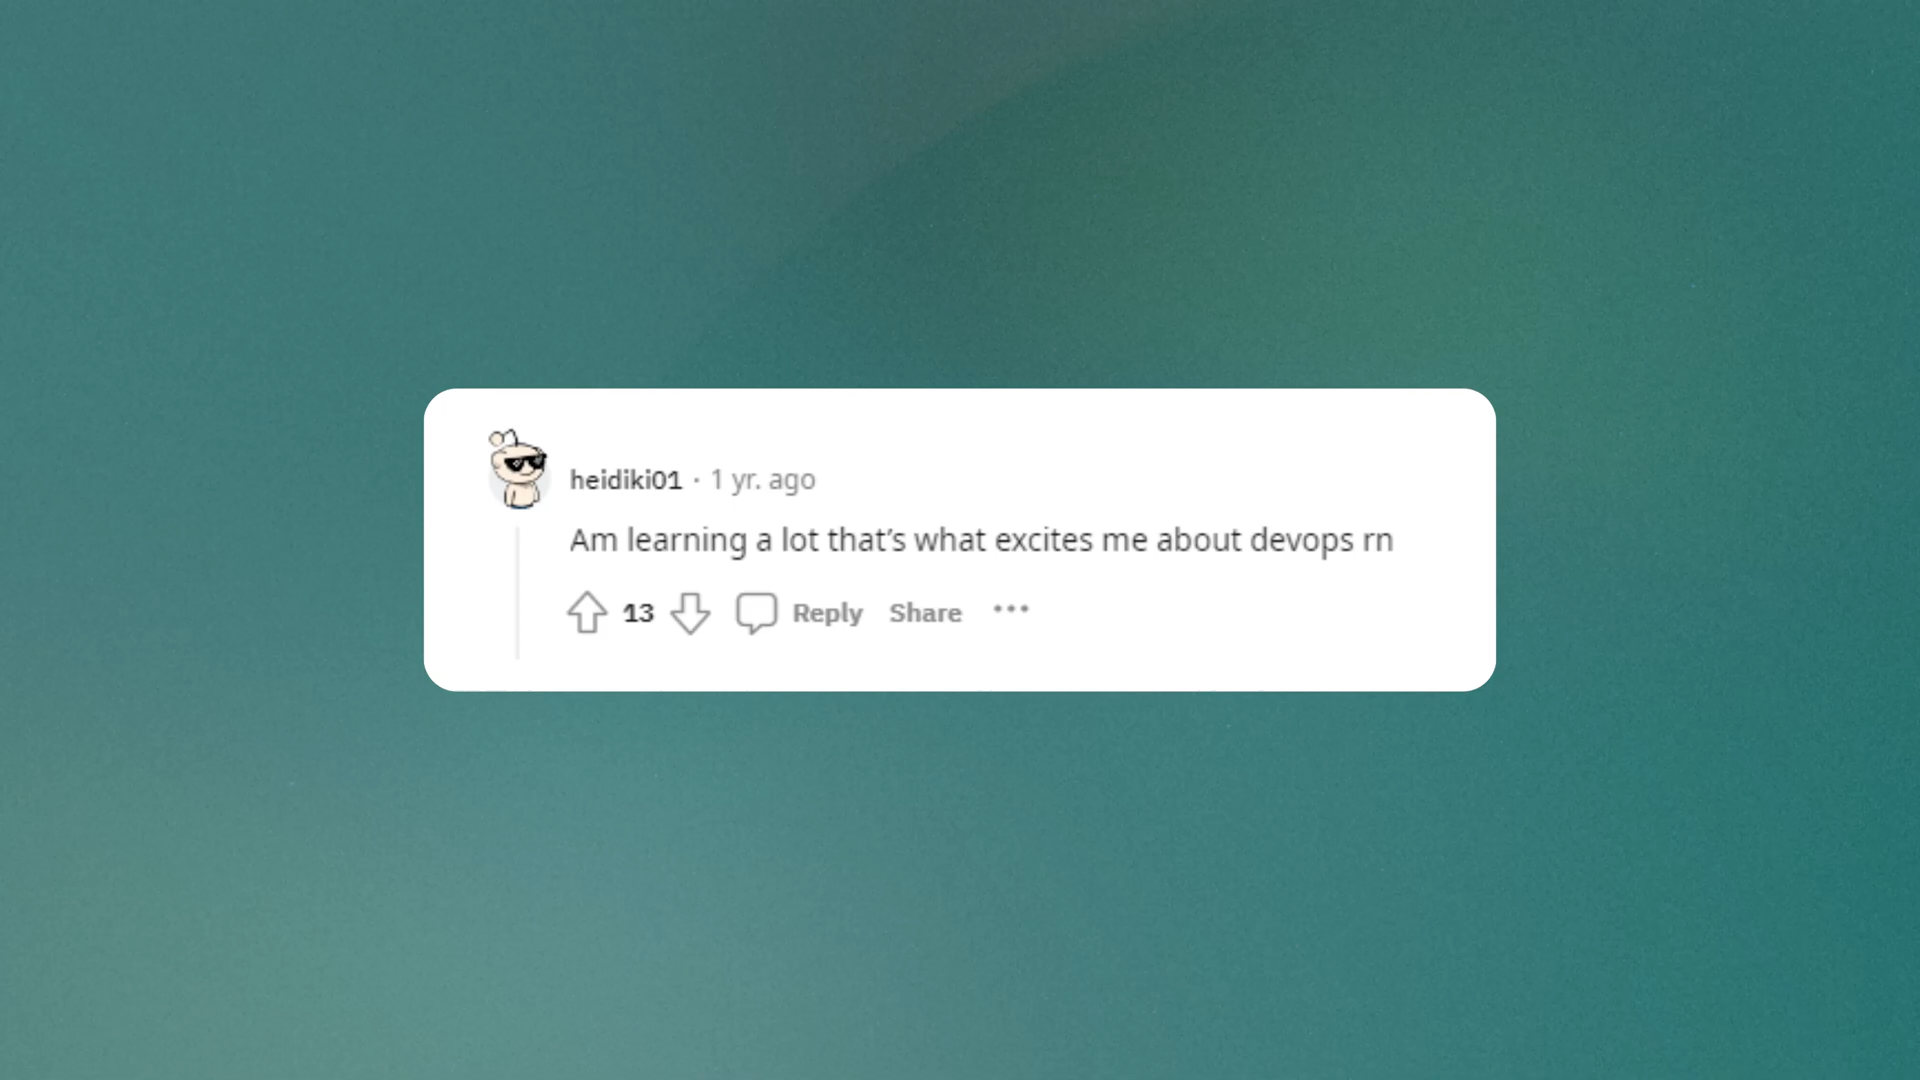 heidiki01 · 1 yr. ago
Am learning a lot that’s what excites me about devops rn
13 Reply Share ···